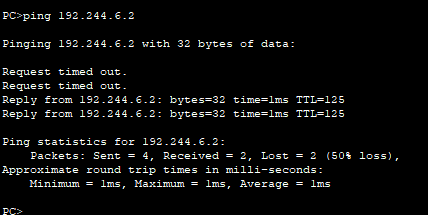 PC>ping 192.244.6.2
Pinging 192.244.6.2 with 32 bytes of data:
Request timed out.
Request timed out.
Reply from 192.244.6.2: bytes=32 time=1ms TTL=125
Reply from 192.244.6.2: bytes=32 time=1ms TTL=125
Ping statistics for 192.244.6.2:
    Packets: Sent = 4, Received = 2, Lost = 2 (50% loss),
Approximate round trip times in milli-seconds:
    Minimum = 1ms, Maximum = 1ms, Average = 1ms
PC>